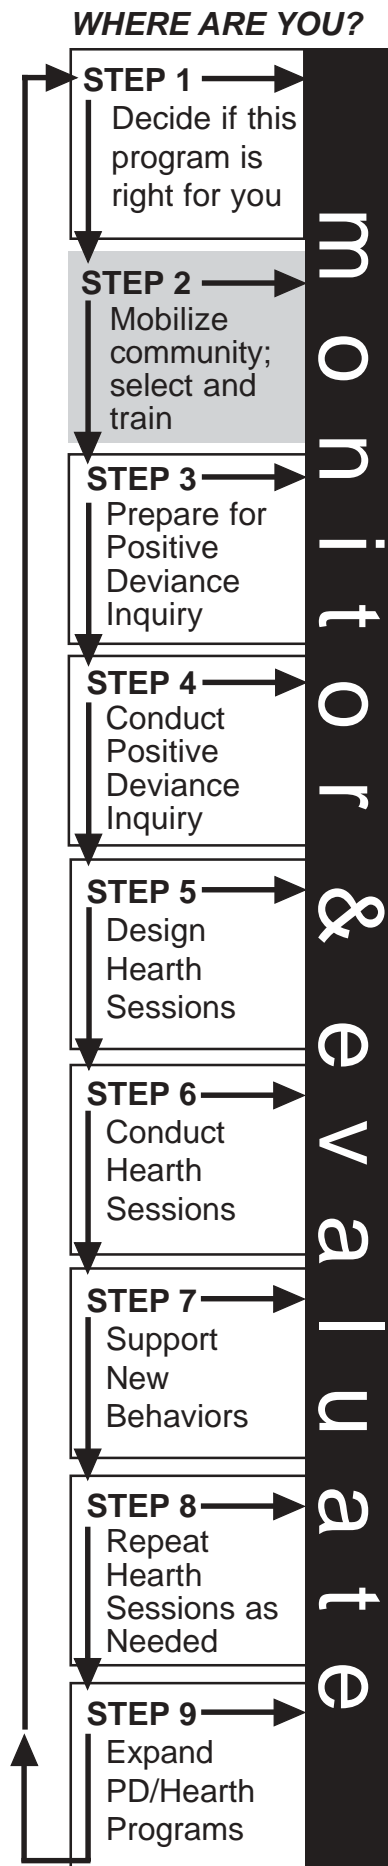 WHERE ARE YOU?
STEP 1
Decide if this
program is
right for you
STEP 2
Mobilize
community;
select and
train
STEP 3
Prepare for
Positive
Deviance
Inquiry
STEP 4
Conduct
Positive
Deviance
Inquiry
STEP 5
Design
Hearth
Sessions
STEP 6
Conduct
Hearth
Sessions
STEP 7
Support
New
Behaviors
STEP 8
Repeat
Hearth
Sessions as
Needed
STEP 9
Expand
PD/Hearth
Programs
monitor & evaluate